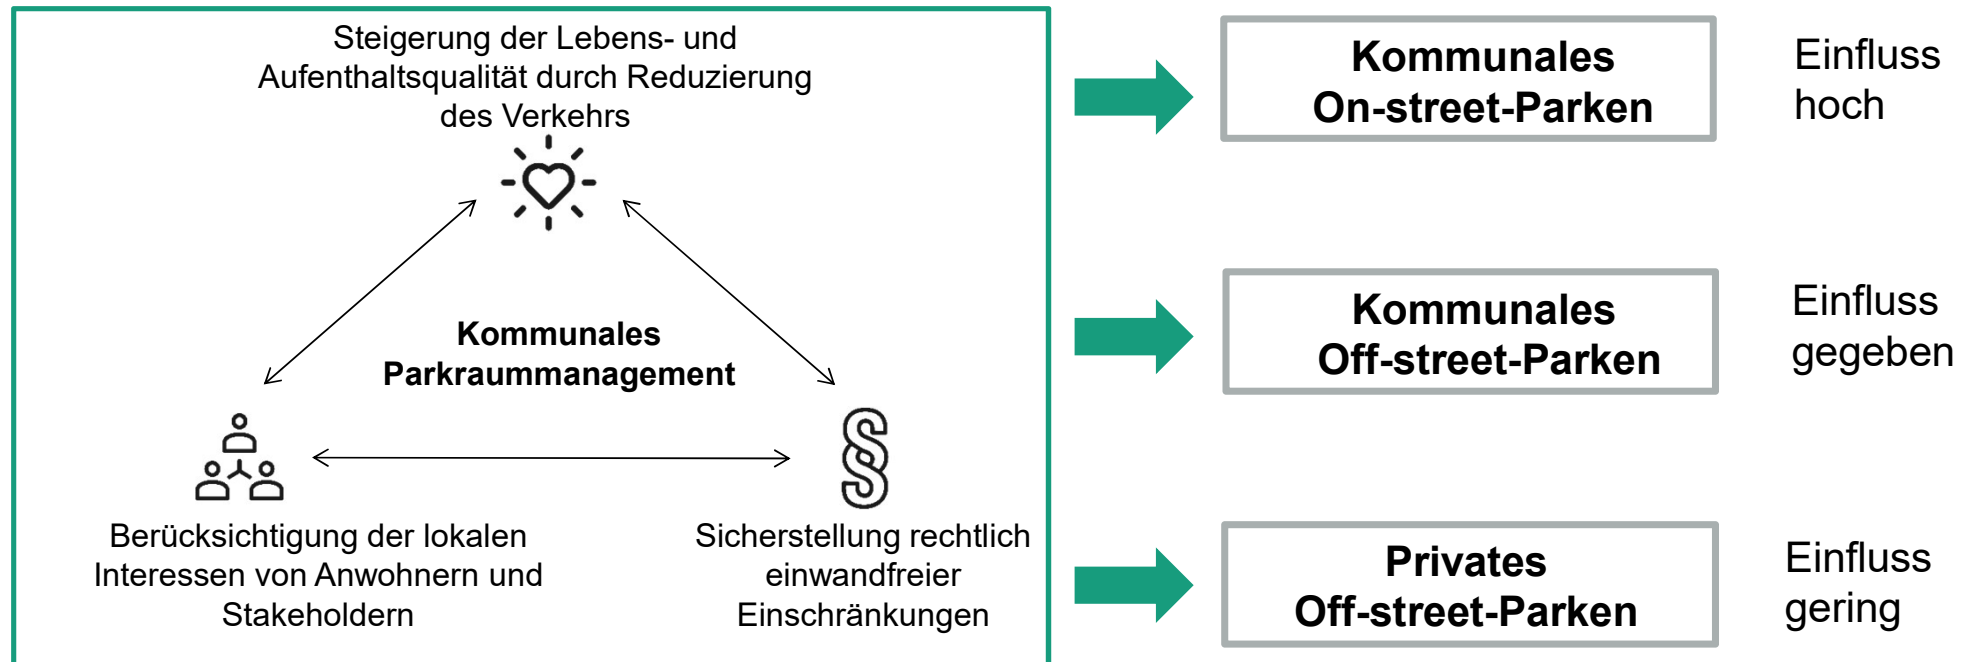 Steigerung der Lebens- und
Aufenthaltsqualität durch Reduzierung
des Verkehrs
Kommunales
Parkraummanagement
§
Berücksichtigung der lokalen
Interessen von Anwohnern und
Stakeholdern
Sicherstellung rechtlich
einwandfreier
Einschränkungen
Kommunales
On-street-Parken
Einfluss
hoch
Kommunales
Off-street-Parken
Einfluss
gegeben
Privates
Off-street-Parken
Einfluss
gering